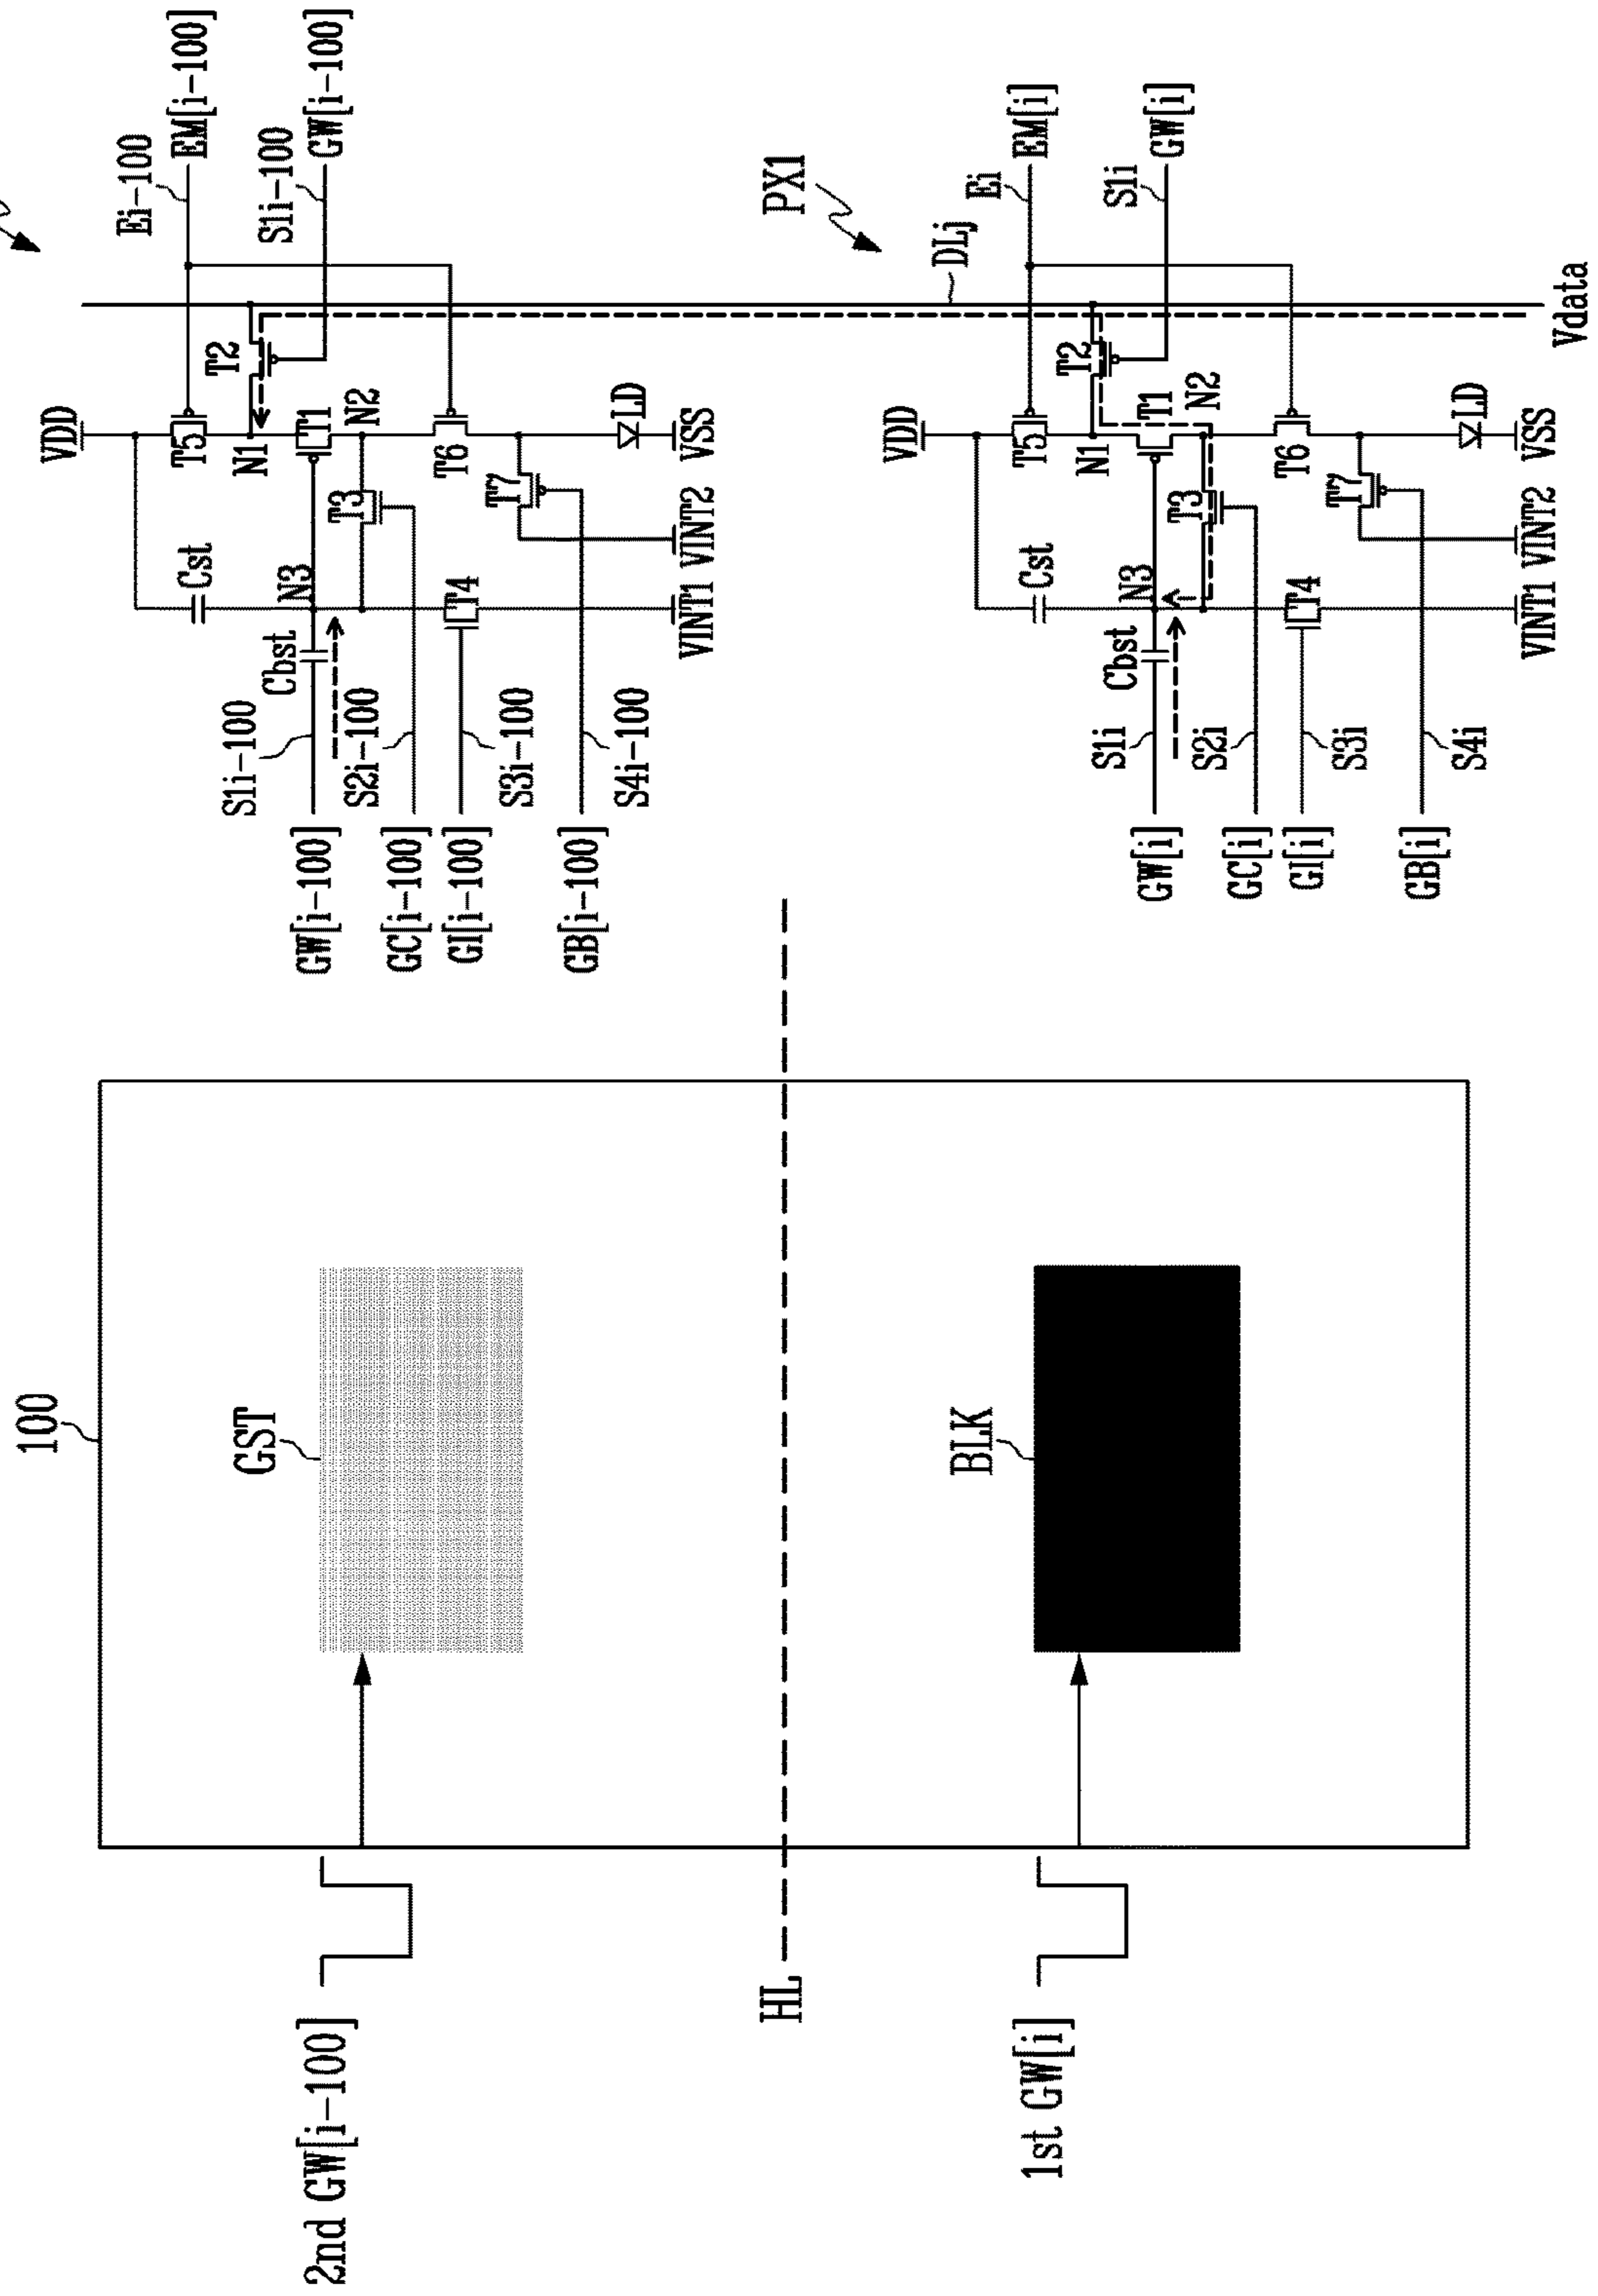 100
GST
BLK
2nd GW[i-100]
HL
1st GW[i]
VDD
Ei-100
EM[i-100]
S1i-100
GW[i-100]
T5
T2
N1
T1
N2
Cst
N3
T3
T6
Cbst
T4
T7
LD
S1i-100
S2i-100
S3i-100
S4i-100
GW[i-100]
GC[i-100]
GI[i-100]
GB[i-100]
VINT1
VINT2
VSS
PX1
DLj
VDD
Ei
EM[i]
S1i
GW[i]
T5
T2
N1
T1
N2
Cst
N3
T3
T6
Cbst
T4
T7
LD
S1i
S2i
S3i
S4i
GW[i]
GC[i]
GI[i]
GB[i]
VINT1
VINT2
VSS
Vdata